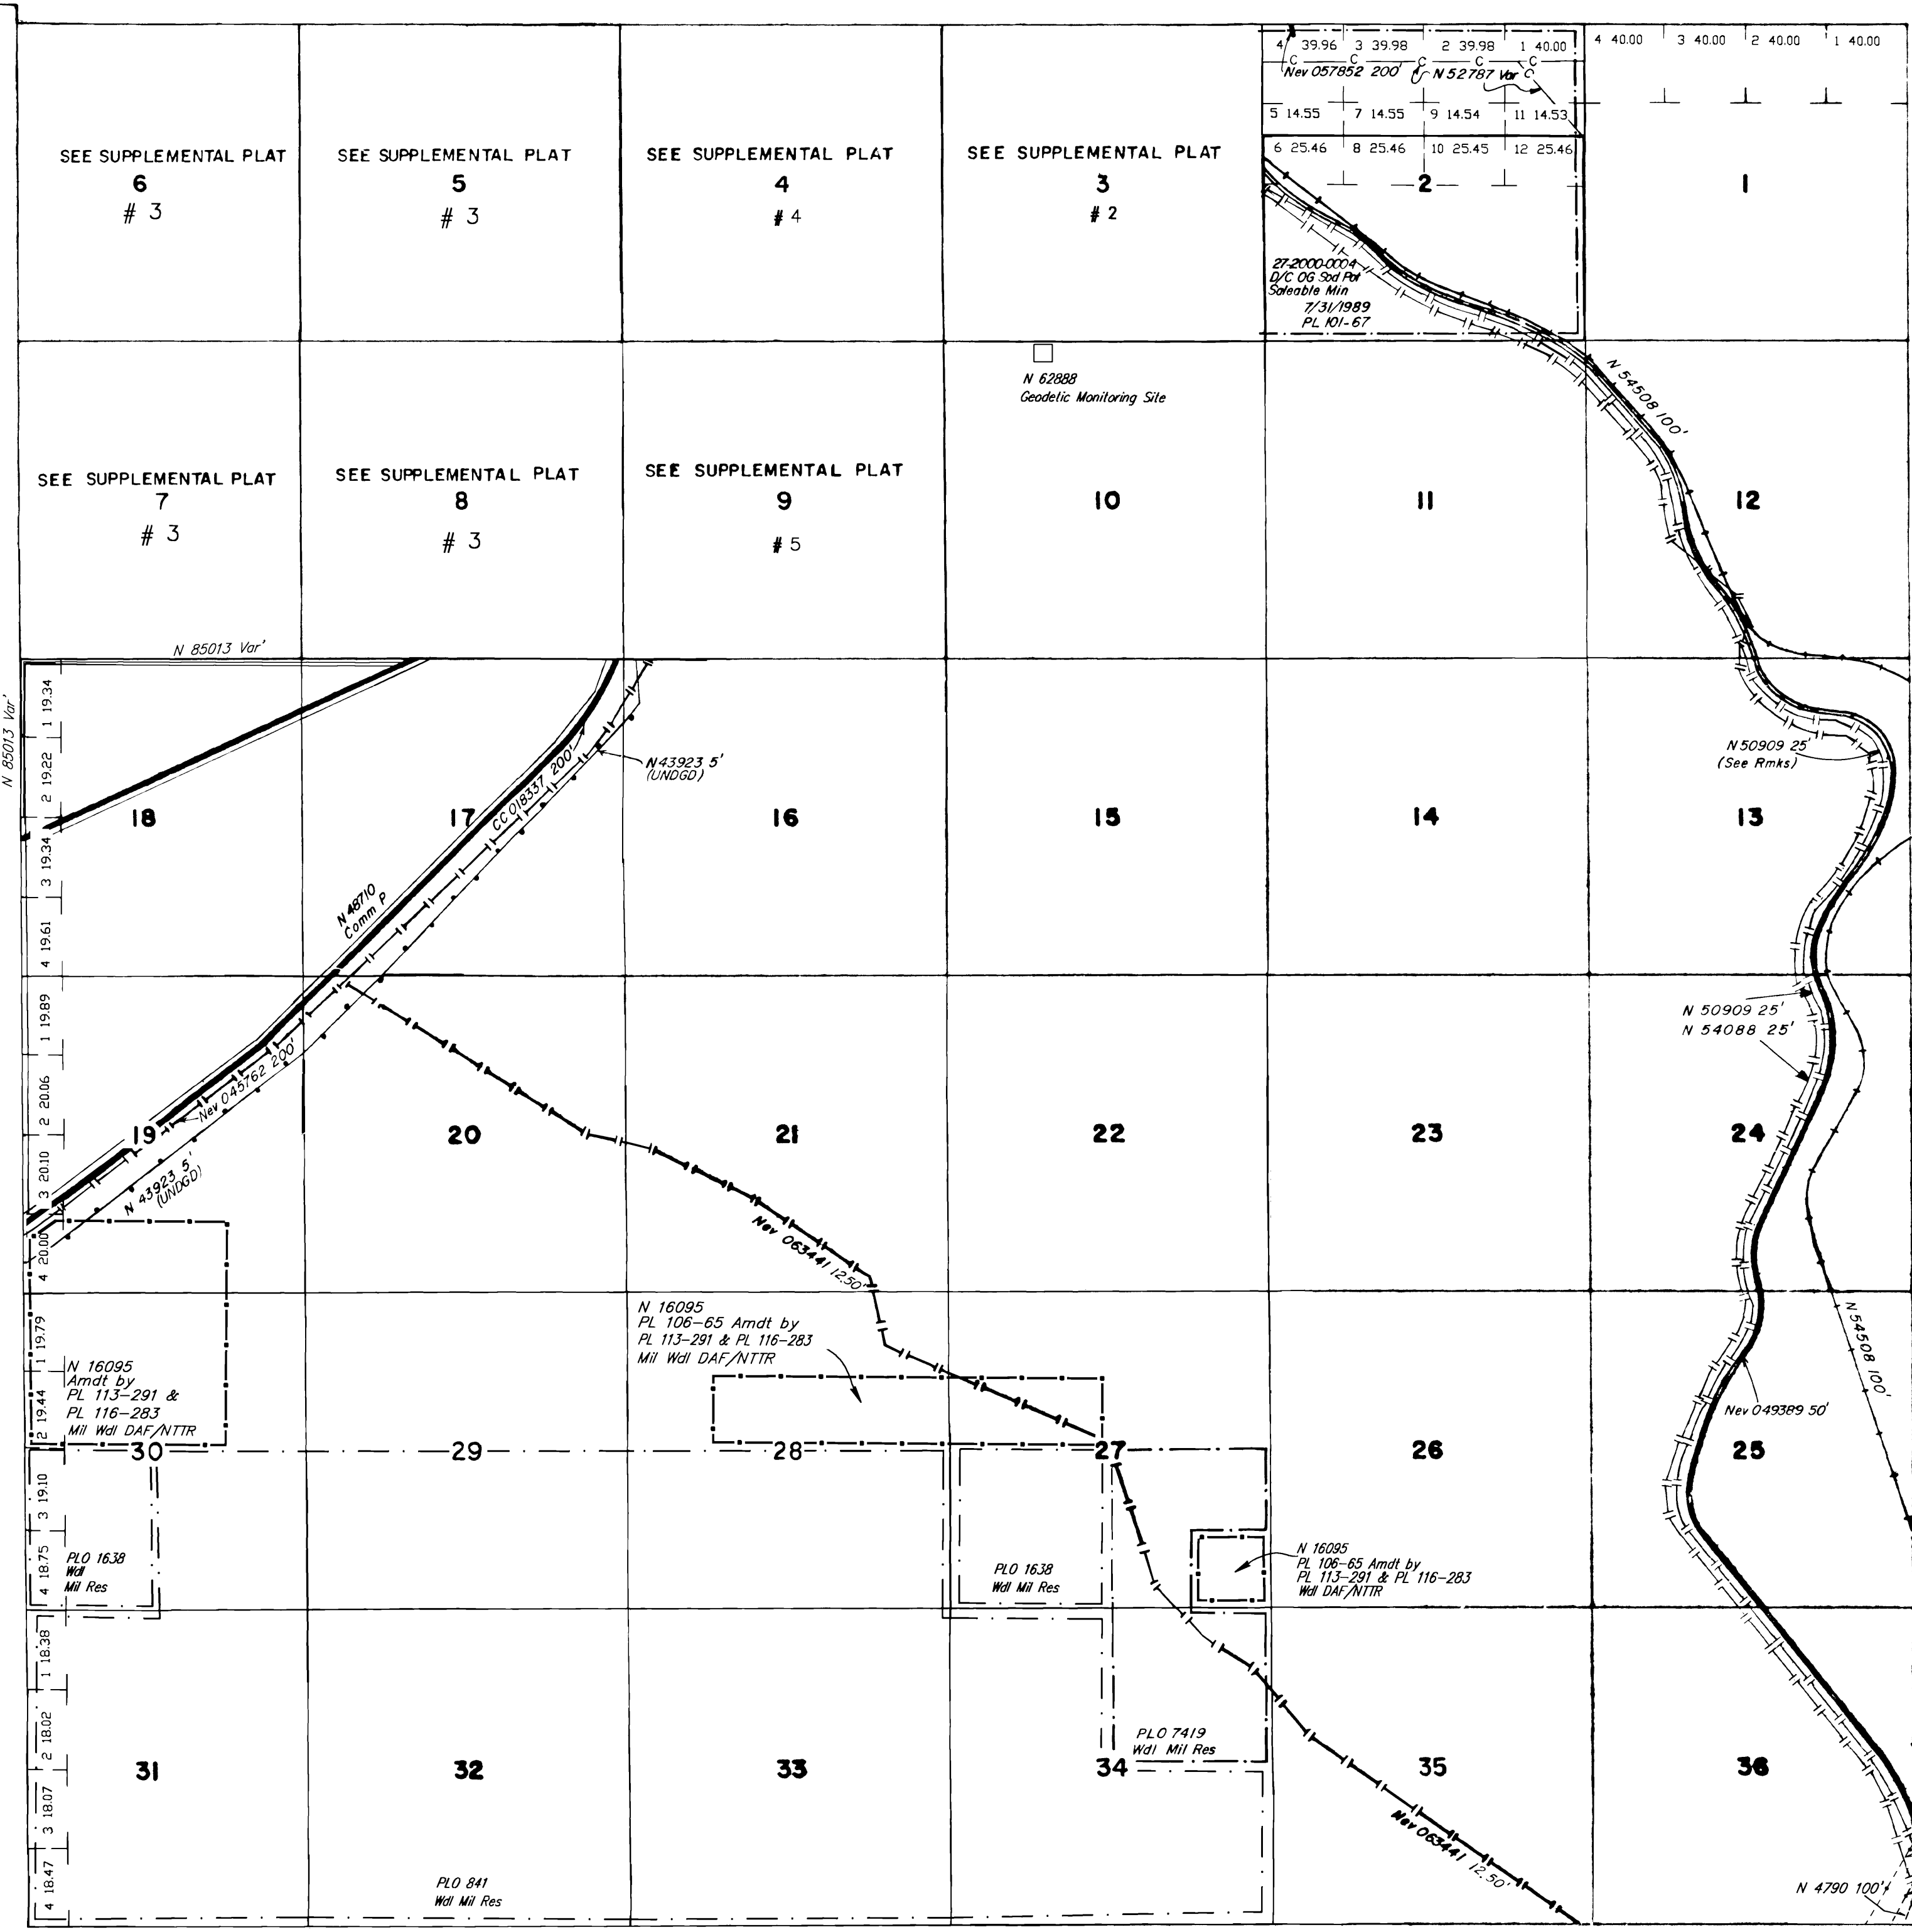 4 39.96 3 39.98 2 39.98 1 40.00
4 40.00 3 40.00 2 40.00 1 40.00
C C C C C
Nev 057852 200' N 52787 Var
5 14.55 7 14.55 9 14.54 11 14.53
6 25.46 8 25.46 10 25.45 12 25.46
SEE SUPPLEMENTAL PLAT
6
# 3
SEE SUPPLEMENTAL PLAT
5
# 3
SEE SUPPLEMENTAL PLAT
4
# 4
SEE SUPPLEMENTAL PLAT
3
# 2
2
1
27-2000-0004
D/C OG Sod Pot
Saleable Min
7/31/1989
PL 101-67
N 62888
Geodetic Monitoring Site
N 54508 100'
SEE SUPPLEMENTAL PLAT
7
# 3
SEE SUPPLEMENTAL PLAT
8
# 3
SEE SUPPLEMENTAL PLAT
9
# 5
10
11
12
N 85013 Var'
N 85013 Var'
1 19.34
2 19.22
3 19.34
4 19.61
18
17
16
15
14
13
CC 018337 200'
N 43923 5'
(UNDGD)
N 48710
Comm P
N 50909 25'
(See Rmks)
1 19.89
2 20.06
3 20.10
4 20.00
N 50909 25'
N 54088 25'
Nev 045762 200'
19
20
21
22
23
24
N 43923 5'
(UNDGD)
Nev 063441 12.50'
N 16095
PL 106-65 Amdt by
PL 113-291 & PL 116-283
Mil Wdl DAF/NTTR
N 54508 100'
1 19.79
2 19.44
3 19.10
4 18.75
N 16095
Amdt by
PL 113-291 &
PL 116-283
Mil Wdl DAF/NTTR
Nev 049389 50'
30
29
28
27
26
25
PLO 1638
Wdl
Mil Res
PLO 1638
Wdl Mil Res
N 16095
PL 106-65 Amdt by
PL 113-291 & PL 116-283
Wdl DAF/NTTR
1 18.38
2 18.02
3 18.07
4 18.47
PLO 7419
Wdl Mil Res
31
32
33
34
35
36
Nev 063441 12.50'
PLO 841
Wdl Mil Res
N 4790 100'